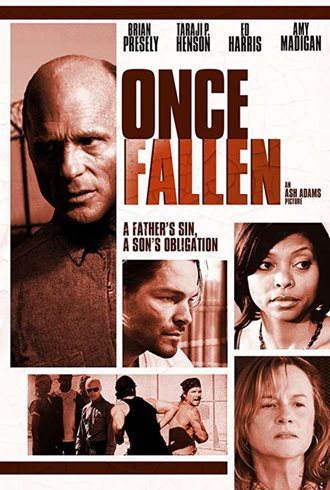 BRIAN PRESELY
TARAJI P. HENSON
ED HARRIS
AMY MADIGAN
ONCE
FALLEN
AN
ASH ADAMS
PICTURE
A FATHER'S SIN,
A SON'S OBLIGATION